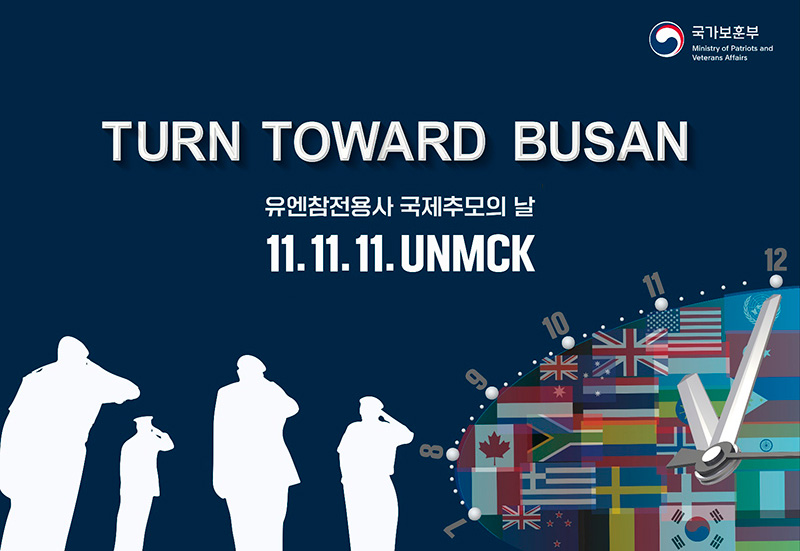 국가보훈부
Ministry of Patriots and
Veterans Affairs
TURN TOWARD BUSAN
유엔참전용사 국제추모의 날
11. 11. 11. UNMCK
12
11
10
9
8
7